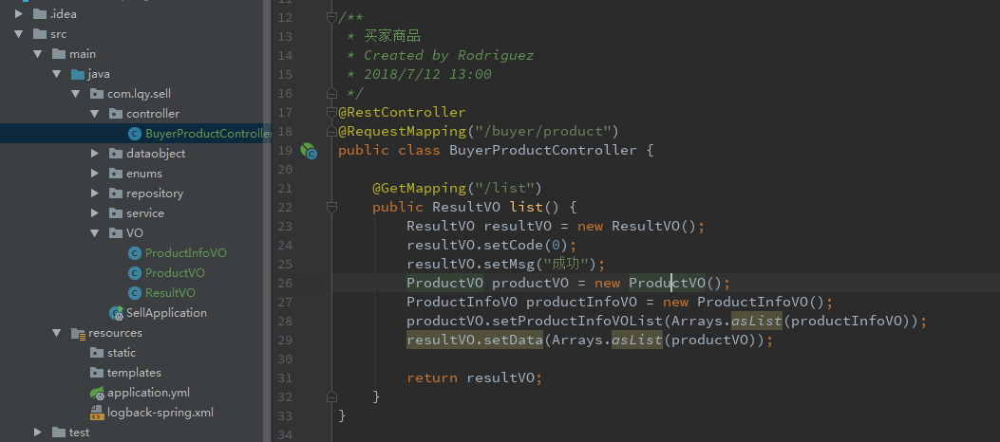 .idea
src
main
java
com.lqy.sell
controller
BuyerProductController
dataobject
enums
repository
service
VO
ProductInfoVO
ProductVO
ResultVO
SellApplication
resources
static
templates
application.yml
logback-spring.xml
test
11
12 /**
13 * 买家商品
14 * Created by Rodriguez
15 * 2018/7/12 13:00
16 */
17 @RestController
18 @RequestMapping("/buyer/product")
19 public class BuyerProductController {
20
21 @GetMapping("/list")
22 public ResultVO list() {
23 ResultVO resultVO = new ResultVO();
24 resultVO.setCode(0);
25 resultVO.setMsg("成功");
26 ProductVO productVO = new ProductVO();
27 ProductInfoVO productInfoVO = new ProductInfoVO();
28 productVO.setProductInfoVOList(Arrays.asList(productInfoVO));
29 resultVO.setData(Arrays.asList(productVO));
30
31 return resultVO;
32 }
33 }
34